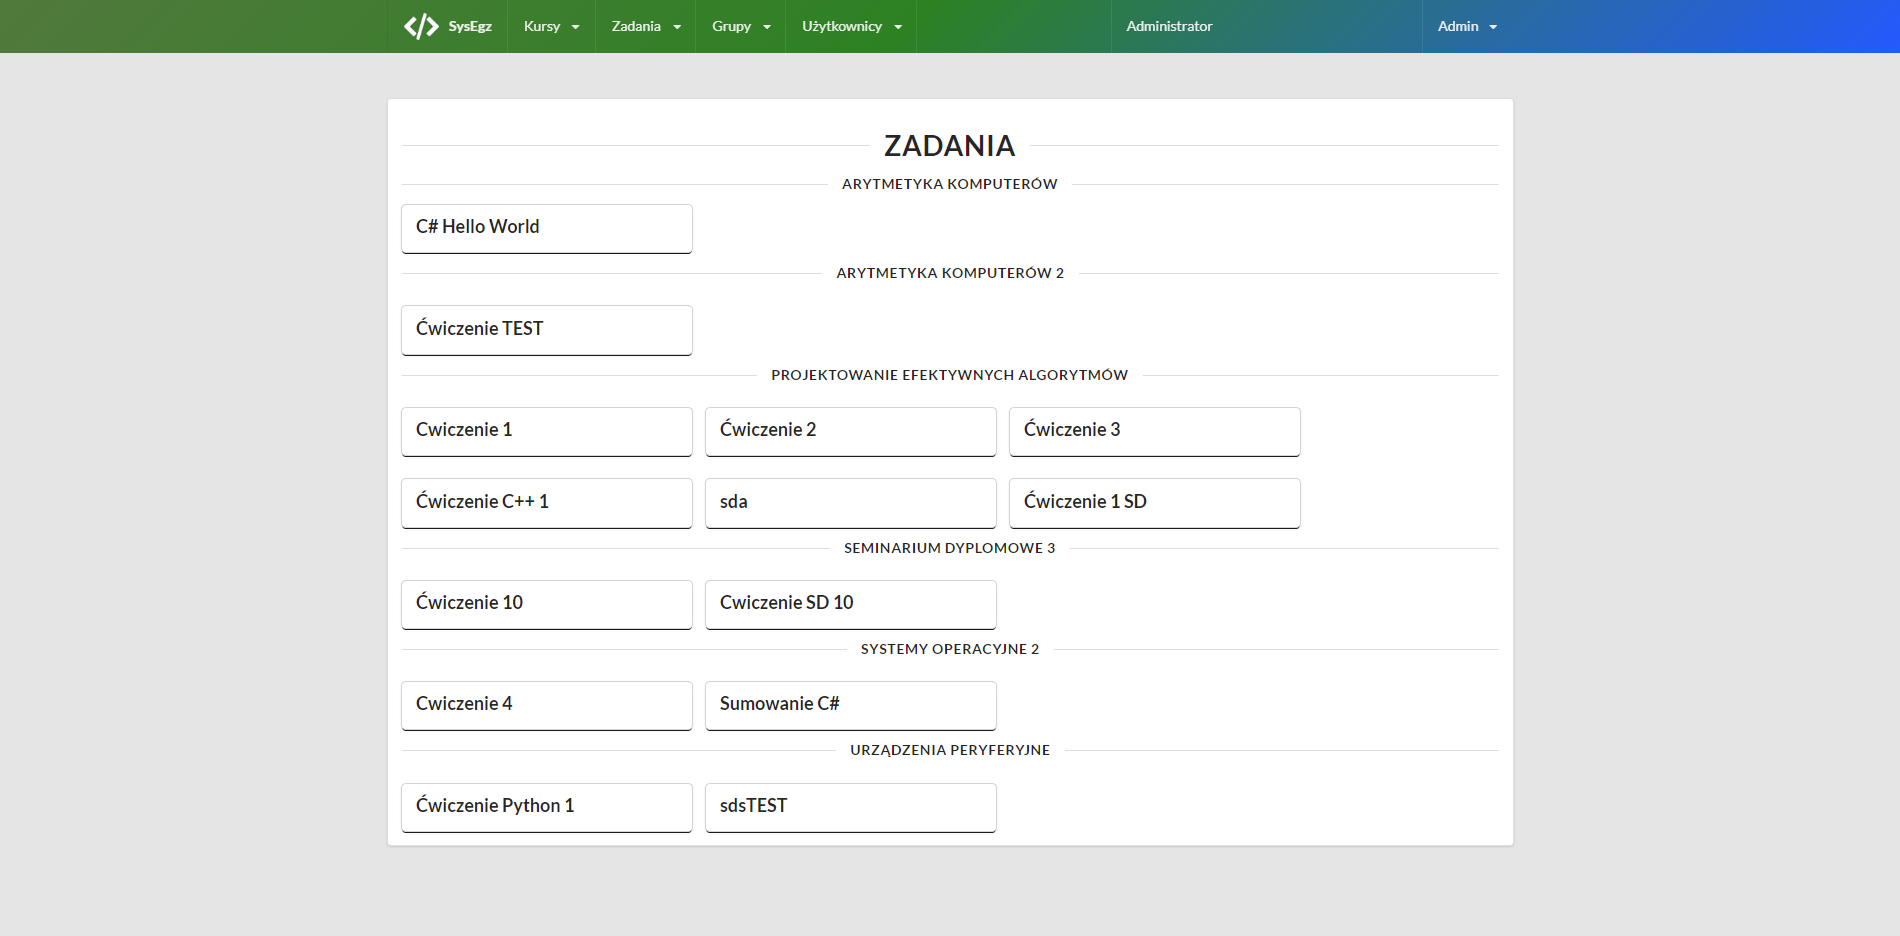 SysEgz Kursy Zadania Grupy Użytkownicy Administrator Admin
ZADANIA
ARYTMETYKA KOMPUTERÓW
C# Hello World
ARYTMETYKA KOMPUTERÓW 2
Ćwiczenie TEST
PROJEKTOWANIE EFEKTYWNYCH ALGORYTMÓW
Cwiczenie 1 Ćwiczenie 2 Ćwiczenie 3
Ćwiczenie C++ 1 sda Ćwiczenie 1 SD
SEMINARIUM DYPLOMOWE 3
Ćwiczenie 10 Cwiczenie SD 10
SYSTEMY OPERACYJNE 2
Cwiczenie 4 Sumowanie C#
URZĄDZENIA PERYFERYJNE
Ćwiczenie Python 1 sdsTEST